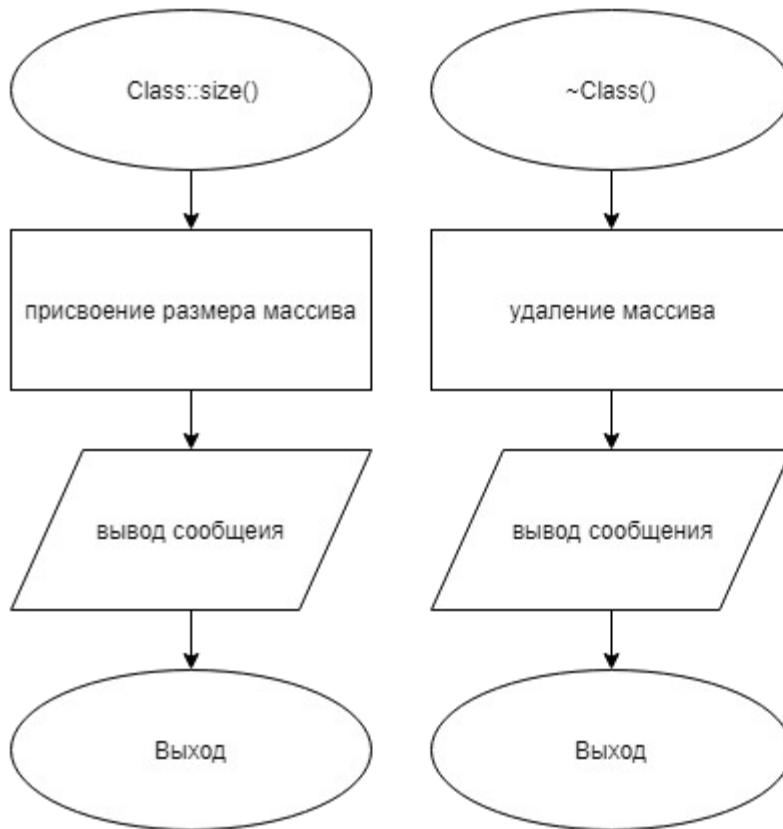 Class::size()
присвоение размера массива
вывод сообщеия
Выход
~Class()
удаление массива
вывод сообщения
Выход